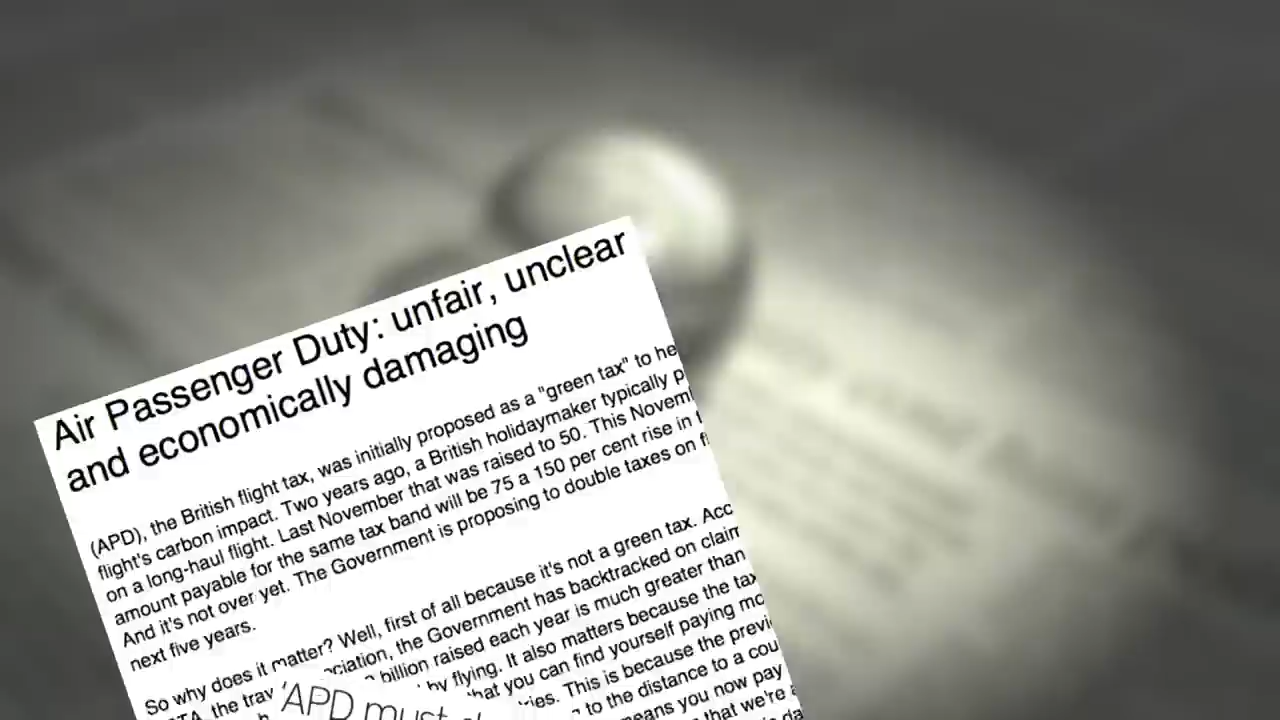 Air Passenger Duty: unfair, unclear
and economically damaging
(APD), the British flight tax, was initially proposed as a "green tax" to he
flight's carbon impact. Two years ago, a British holidaymaker typically p
on a long-haul flight. Last November that was raised to 50. This Novem
amount payable for the same tax band will be 75 a 150 per cent rise in
And it's not over yet. The Government is proposing to double taxes on
next five years.
So why does it matter? Well, first of all because it's not a green tax. Acc
the trav ciation, the Government has backtracked on claim
billion raised each year is much greater than
by flying. It also matters because the tax
hat you can find yourself paying mo
ries. This is because the previ
to the distance to a cou
means you now pay
that we're
'APD must